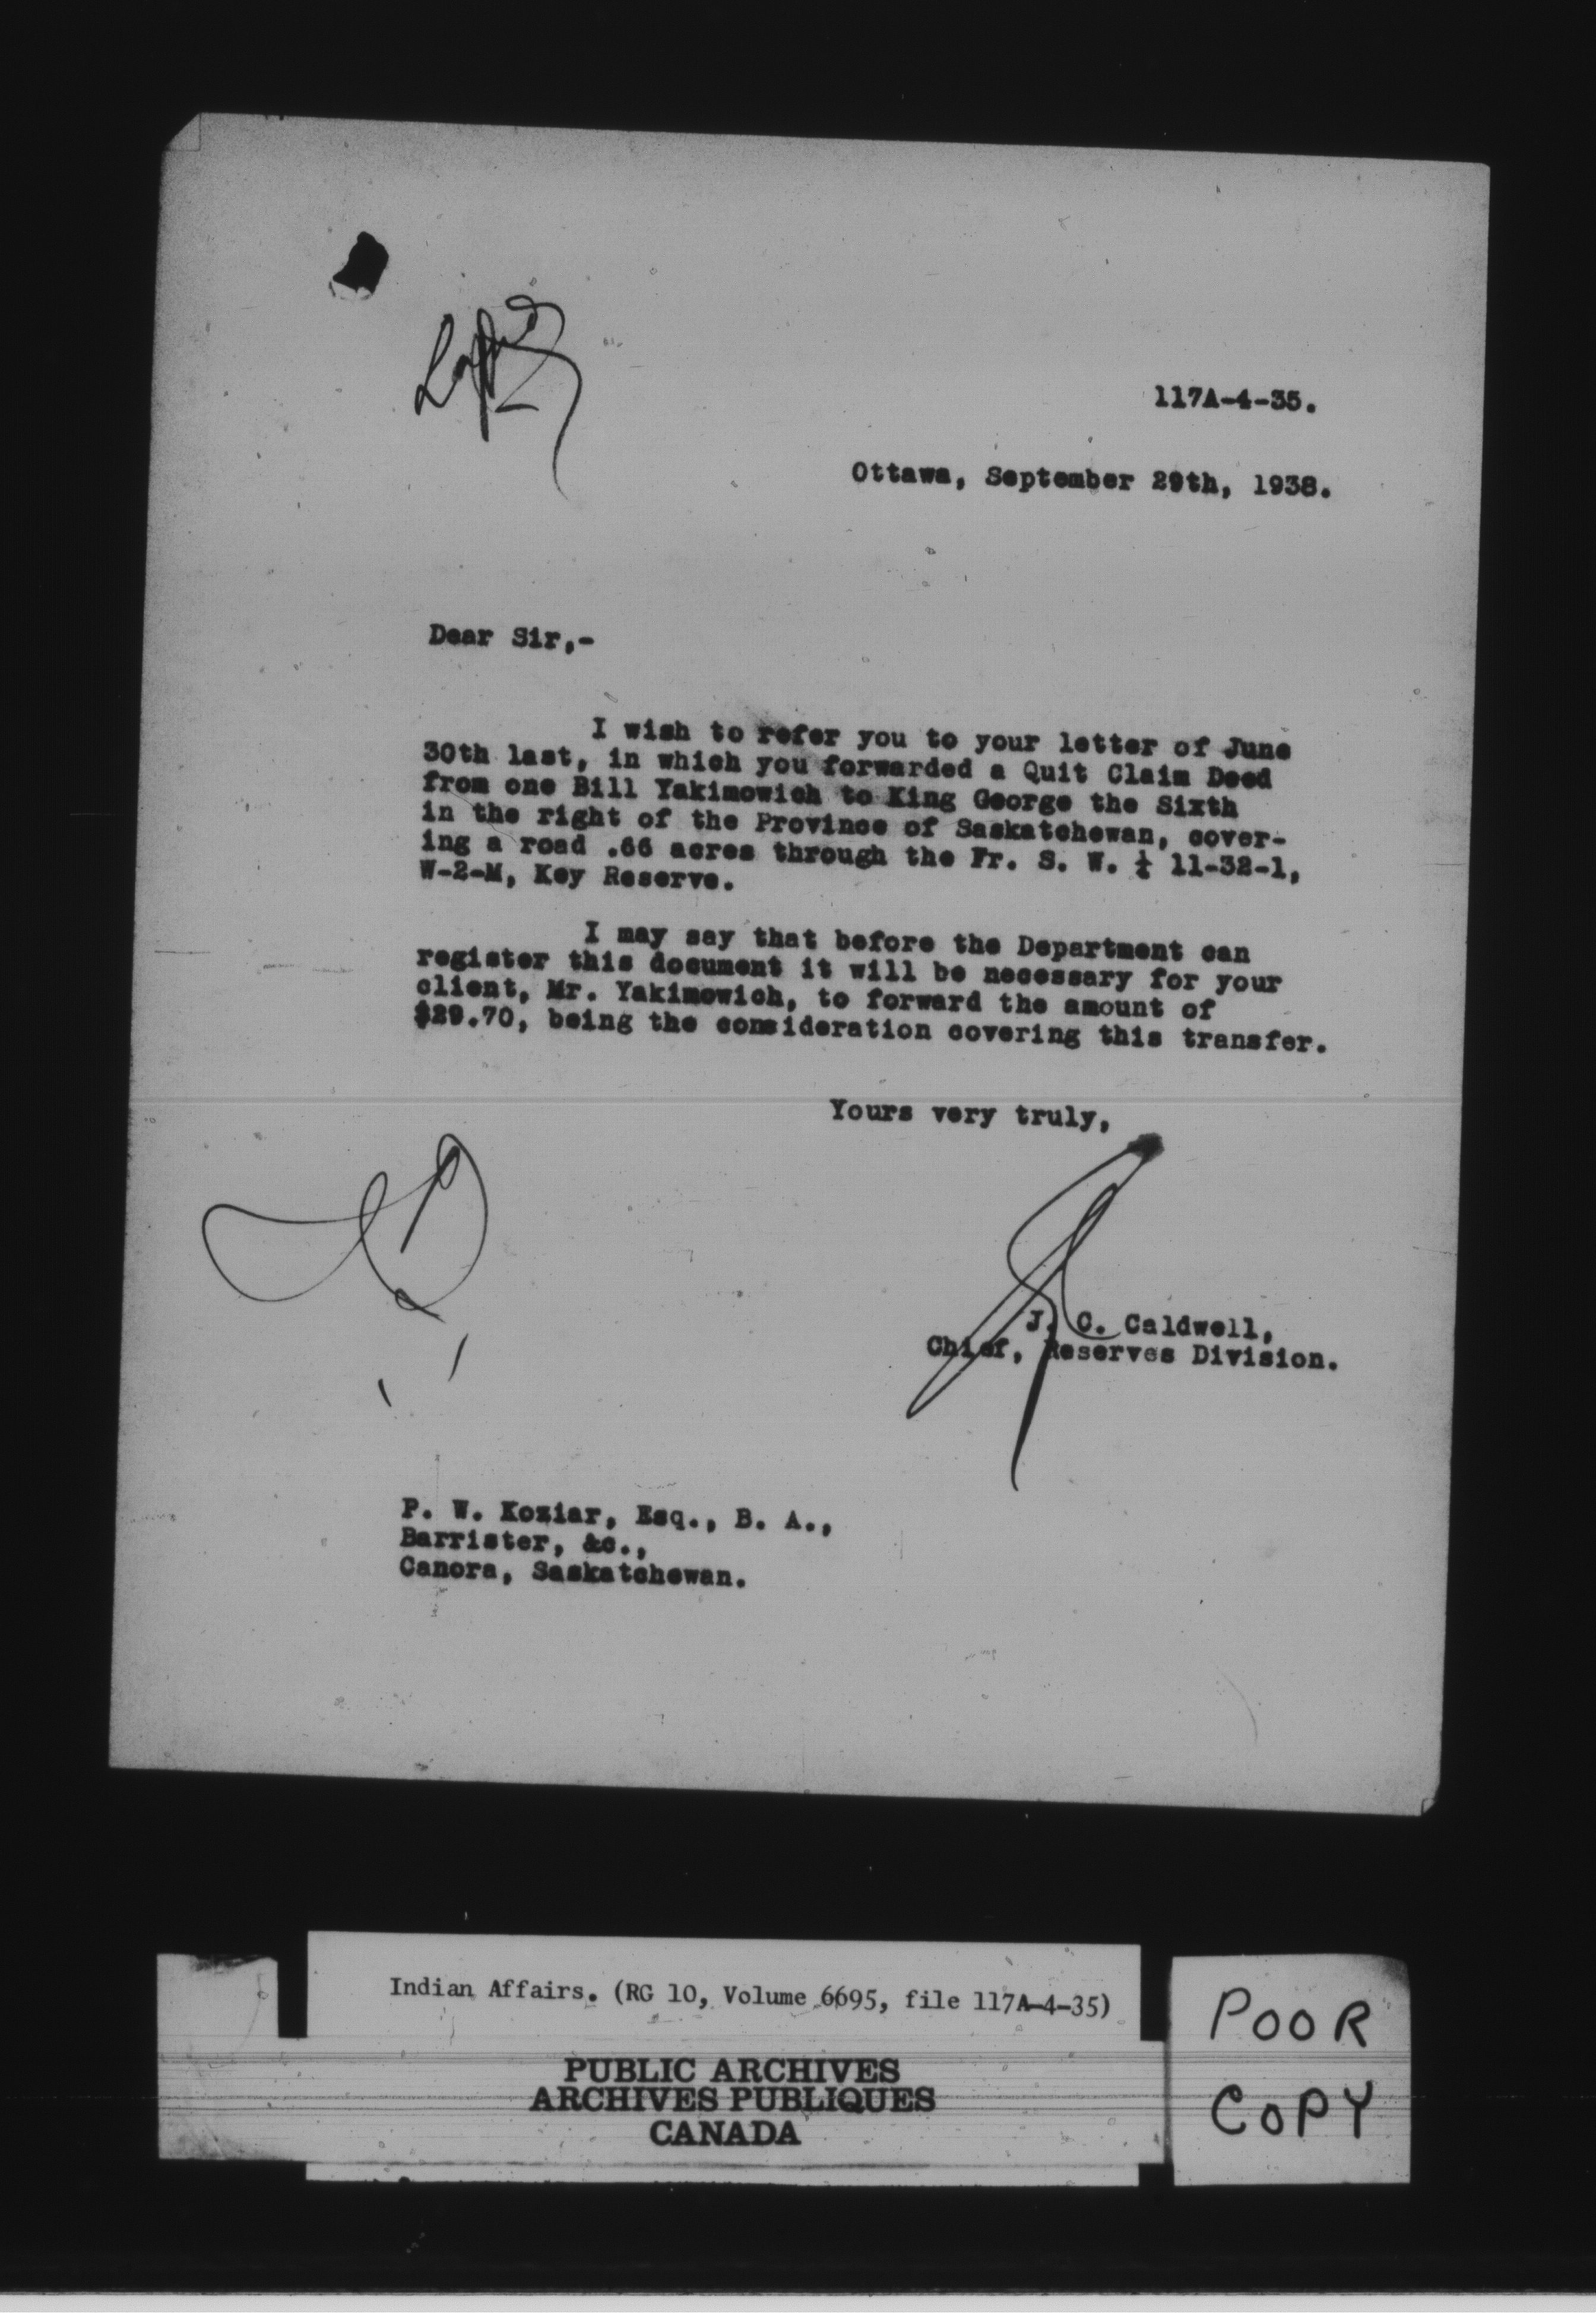 117A-4-35.
Ottawa, September 29th, 1938.
Dear Sir,-
I wish to refer you to your letter of June
30th last, in which you forwarded a Quit Claim Deed
from one Bill Yakimowich to King George the Sixth
in the right of the Province of Saskatchewan, cover-
ing a road .66 acres through the Fr. S. W. ¼ 11-32-1,
W-2-M, Key Reserve.
I may say that before the Department can
register this document it will be necessary for your
client, Mr. Yakimowich, to forward the amount of
$29.70, being the consideration covering this transfer.
Yours very truly,
J. C. Caldwell,
Chief, Reserves Division.
P. W. Koziar, Esq., B. A.,
Barrister, &c.,
Canora, Saskatchewan.
Indian Affairs. (RG 10, Volume 6695, file 117A-4-35)
PUBLIC ARCHIVES
ARCHIVES PUBLIQUES
CANADA
POOR
COPY